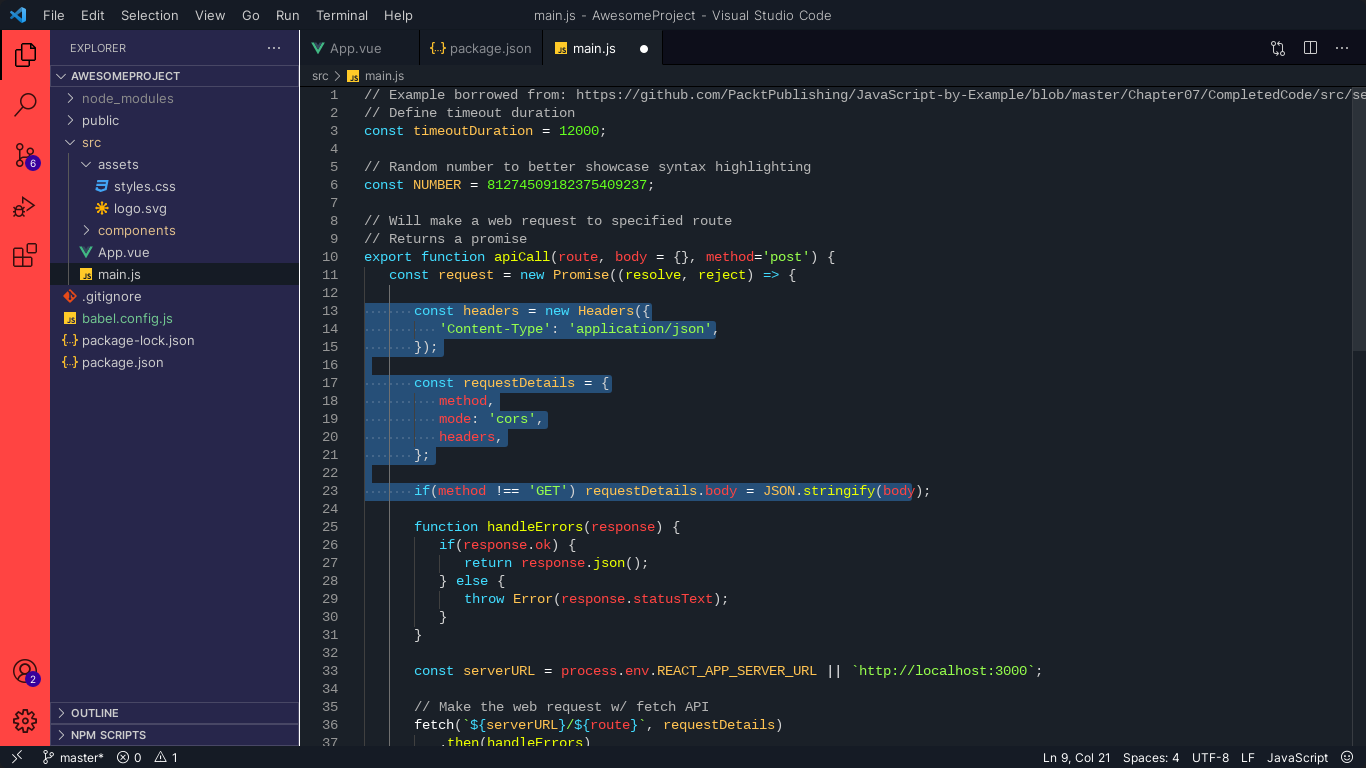 File Edit Selection View Go Run Terminal Help
main.js - AwesomeProject - Visual Studio Code
EXPLORER
AWESOMEPROJECT
node_modules
public
src
assets
styles.css
logo.svg
components
App.vue
main.js
.gitignore
babel.config.js
package-lock.json
package.json
OUTLINE
NPM SCRIPTS
6
2
App.vue package.json main.js
src main.js
1 // Example borrowed from: https://github.com/PacktPublishing/JavaScript-by-Example/blob/master/Chapter07/CompletedCode/src/se
2 // Define timeout duration
3 const timeoutDuration = 12000;
4
5 // Random number to better showcase syntax highlighting
6 const NUMBER = 81274509182375409237;
7
8 // Will make a web request to specified route
9 // Returns a promise
10 export function apiCall(route, body = {}, method='post') {
11 const request = new Promise((resolve, reject) => {
12
13 const headers = new Headers({
14 'Content-Type': 'application/json',
15 });
16
17 const requestDetails = {
18 method,
19 mode: 'cors',
20 headers,
21 };
22
23 if(method !== 'GET') requestDetails.body = JSON.stringify(body);
24
25 function handleErrors(response) {
26 if(response.ok) {
27 return response.json();
28 } else {
29 throw Error(response.statusText);
30 }
31 }
32
33 const serverURL = process.env.REACT_APP_SERVER_URL || `http://localhost:3000`;
34
35 // Make the web request w/ fetch API
36 fetch(`${serverURL}/${route}`, requestDetails)
37 .then(handleErrors)
master* 0 1 Ln 9, Col 21 Spaces: 4 UTF-8 LF JavaScript